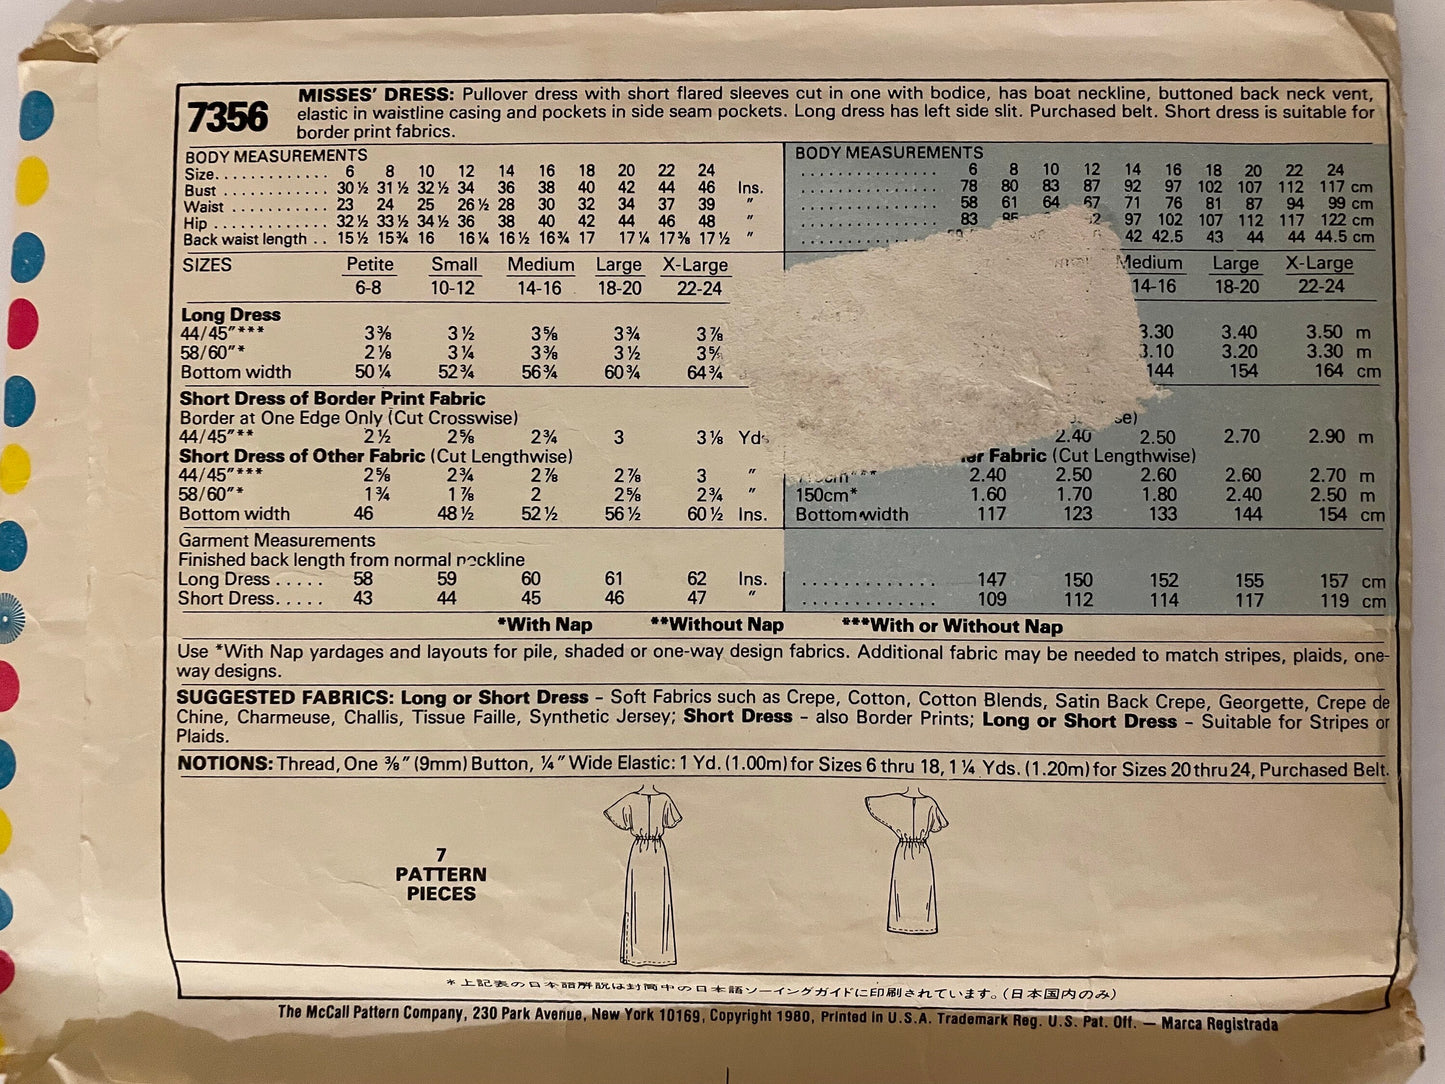 7356
MISSES' DRESS: Pullover dress with short flared sleeves cut in one with bodice, has boat neckline, buttoned back neck vent,
elastic in waistline casing and pockets in side seam pockets. Long dress has left side slit. Purchased belt. Short dress is suitable for
border print fabrics.
BODY MEASUREMENTS
Size............. 6 8 10 12 14 16 18 20 22 24
Bust ............ 30½ 31½ 32½ 34 36 38 40 42 44 46 Ins.
Waist ........... 23 24 25 26½ 28 30 32 34 37 39 "
Hip .............. 32½ 33½ 34½ 36 38 40 42 44 46 48 "
Back waist length .. 15½ 15¾ 16 16¼ 16½ 16¾ 17 17¼ 17⅜ 17½ "
BODY MEASUREMENTS
................ 6 8 10 12 14 16 18 20 22 24
................ 78 80 83 87 92 97 102 107 112 117 cm
................ 58 61 64 67 71 76 81 87 94 99 cm
................ 83 97 102 107 112 117 122 cm
............. 42 42.5 43 44 44 44.5 cm
SIZES Petite Small Medium Large X-Large
6-8 10-12 14-16 18-20 22-24
Medium Large X-Large
14-16 18-20 22-24
Long Dress
44/45"*** 3⅜ 3½ 3⅝ 3¾ 3⅞
58/60"* 2⅛ 3¼ 3⅜ 3½ 3⅝
Bottom width 50¼ 52¾ 56¾ 60¾ 64¾
3.30 3.40 3.50 m
3.10 3.20 3.30 m
144 154 164 cm
Short Dress of Border Print Fabric
Border at One Edge Only (Cut Crosswise)
44/45"** 2½ 2⅝ 2¾ 3 3⅛ Yds
Short Dress of Other Fabric (Cut Lengthwise)
44/45"*** 2⅝ 2¾ 2⅞ 2⅞ 3 "
58/60"* 1¾ 1⅞ 2 2⅝ 2¾ "
Bottom width 46 48½ 52½ 56½ 60½ Ins.
2.40 2.50 2.70 2.90 m
Fabric (Cut Lengthwise)
2.40 2.50 2.60 2.60 2.70 m
150cm* 1.60 1.70 1.80 2.40 2.50 m
Bottom width 117 123 133 144 154 cm
Garment Measurements
Finished back length from normal neckline
Long Dress ..... 58 59 60 61 62 Ins.
Short Dress..... 43 44 45 46 47 "
............. 147 150 152 155 157 cm
............. 109 112 114 117 119 cm
*With Nap **Without Nap ***With or Without Nap
Use *With Nap yardages and layouts for pile, shaded or one-way design fabrics. Additional fabric may be needed to match stripes, plaids, one-
way designs.
SUGGESTED FABRICS: Long or Short Dress – Soft Fabrics such as Crepe, Cotton, Cotton Blends, Satin Back Crepe, Georgette, Crepe de
Chine, Charmeuse, Challis, Tissue Faille, Synthetic Jersey; Short Dress – also Border Prints; Long or Short Dress – Suitable for Stripes or
Plaids.
NOTIONS: Thread, One ⅜" (9mm) Button, ¼" Wide Elastic: 1 Yd. (1.00m) for Sizes 6 thru 18, 1¼ Yds. (1.20m) for Sizes 20 thru 24, Purchased Belt.
7
PATTERN
PIECES
*上記表の日本語解説は封筒中の日本語ソーイングガイドに印刷されています。(日本国内のみ)
The McCall Pattern Company, 230 Park Avenue, New York 10169, Copyright 1980, Printed In U.S.A. Trademark Reg. U.S. Pat. Off. — Marca Registrada